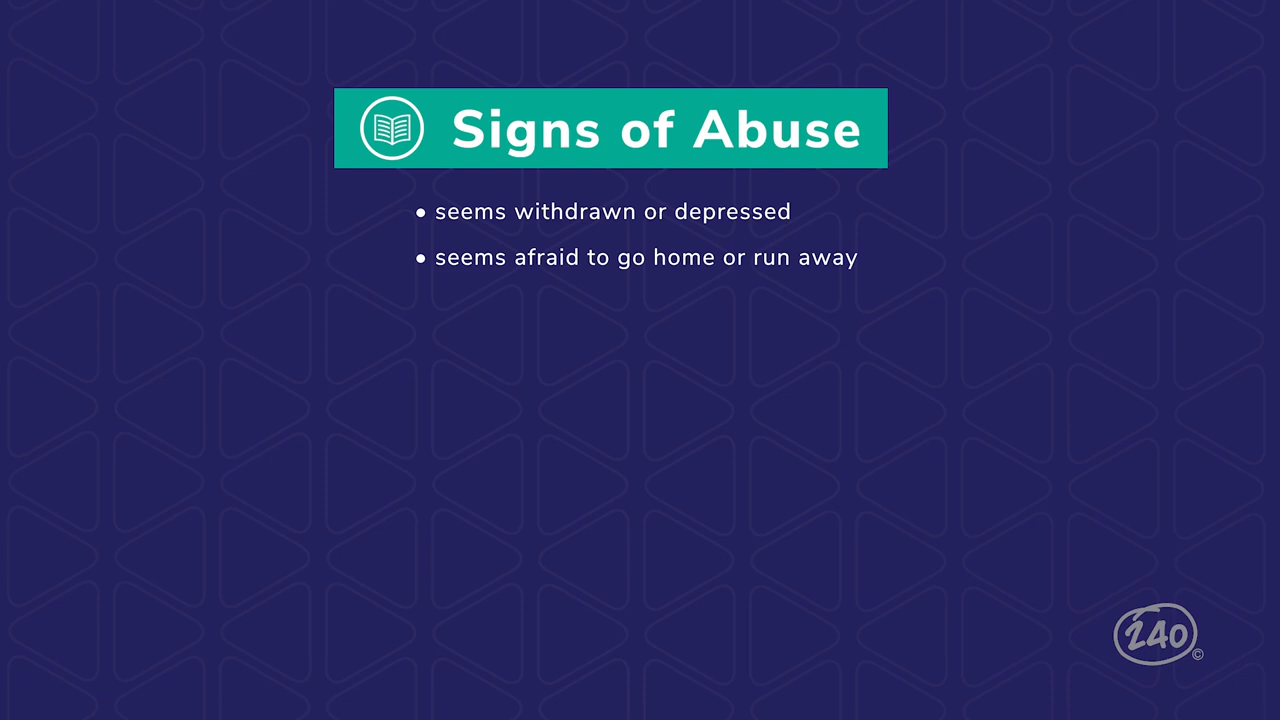 Signs of Abuse
• seems withdrawn or depressed
• seems afraid to go home or run away
240
©